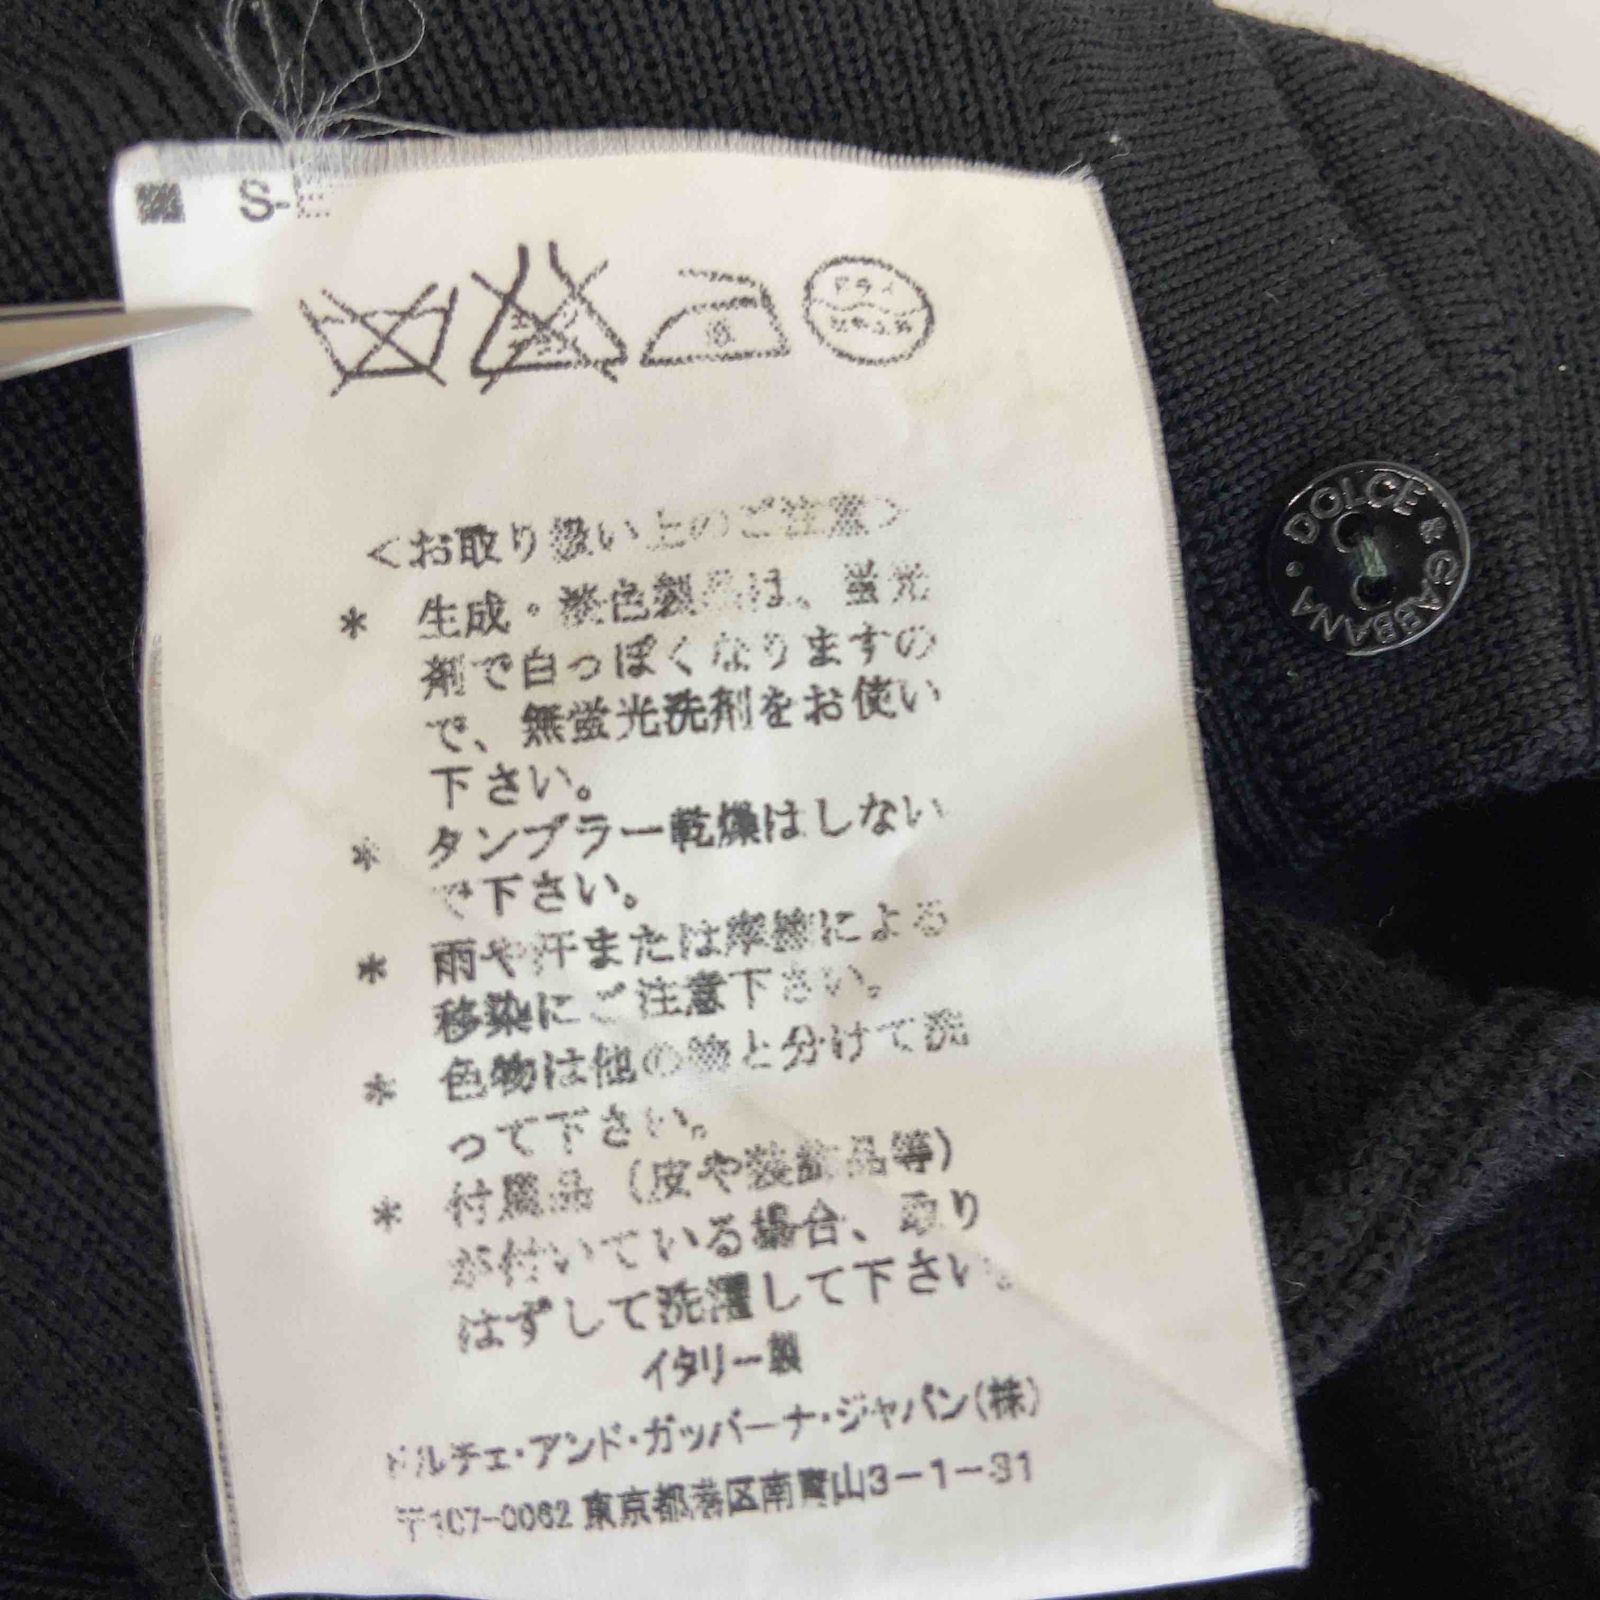 S-
ドライ
<お取り扱い上のご注意>
* 生成・淡色製品は、蛍光
剤で白っぽくなりますの
で、無蛍光洗剤をお使い
下さい。
* タンブラー乾燥はしない
で下さい。
* 雨や汗または摩擦による
移染にご注意下さい。
* 色物は他の物と分けて洗
って下さい。
* 付属品(皮や装飾品等)
が付いている場合、取り
はずして洗濯して下さい。
イタリー製
ドルチェ・アンド・ガッバーナ・ジャパン(株)
〒107-0062 東京都港区南青山3-1-31
DOLCE & GABBANA